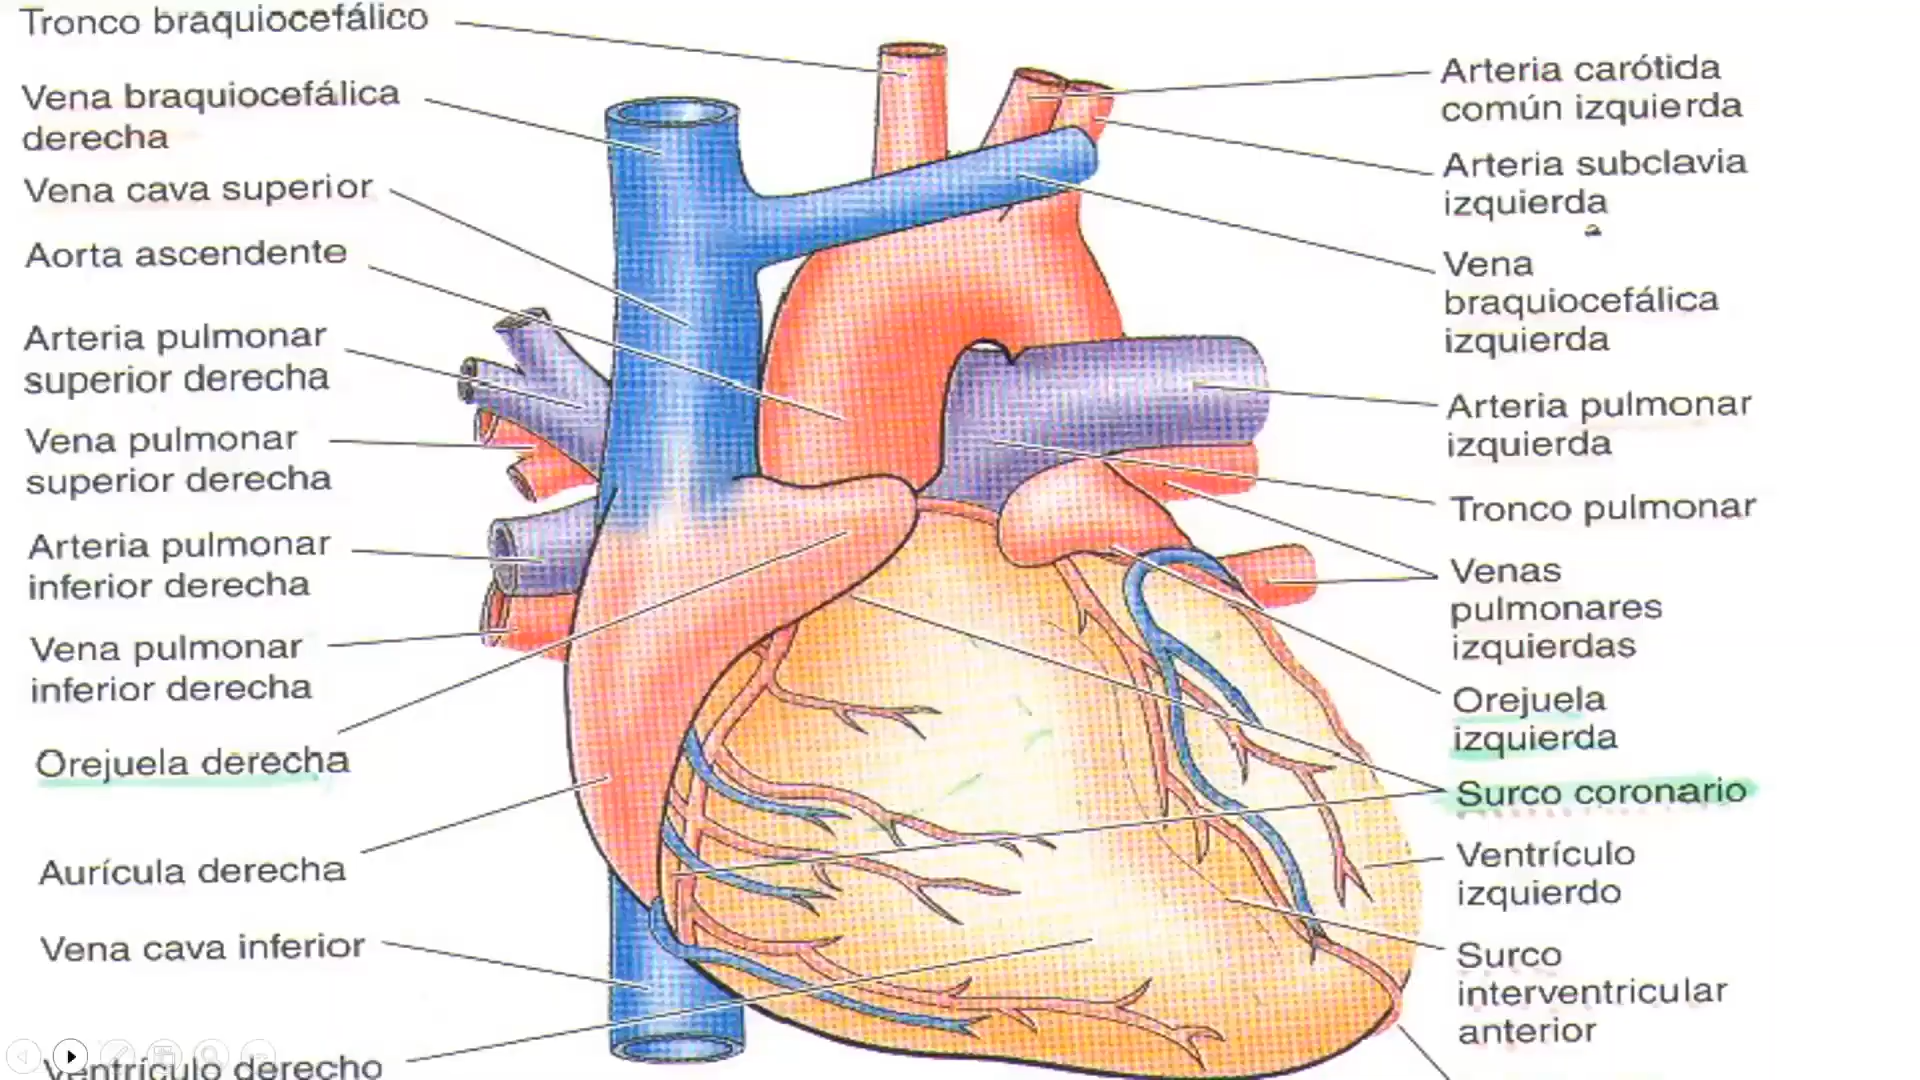 Tronco braquiocefálico
Vena braquiocefálica
derecha
Vena cava superior
Aorta ascendente
Arteria pulmonar
superior derecha
Vena pulmonar
superior derecha
Arteria pulmonar
inferior derecha
Vena pulmonar
inferior derecha
Orejuela derecha
Aurícula derecha
Vena cava inferior
Ventrículo derecho
Arteria carótida
común izquierda
Arteria subclavia
izquierda
Vena
braquiocefálica
izquierda
Arteria pulmonar
izquierda
Tronco pulmonar
Venas
pulmonares
izquierdas
Orejuela
izquierda
Surco coronario
Ventrículo
izquierdo
Surco
interventricular
anterior